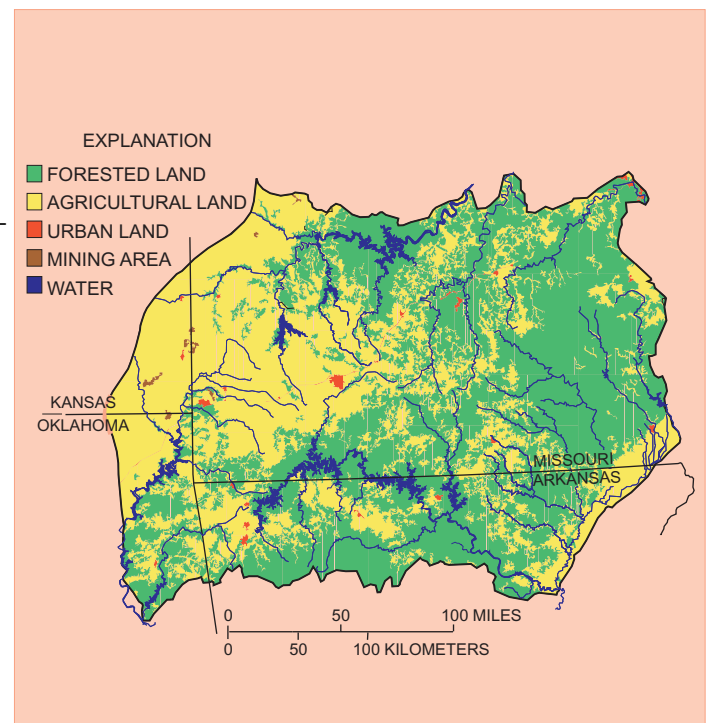 EXPLANATION
FORESTED LAND
AGRICULTURAL LAND
URBAN LAND
MINING AREA
WATER
KANSAS
OKLAHOMA
MISSOURI
ARKANSAS
0 50 100 MILES
0 50 100 KILOMETERS